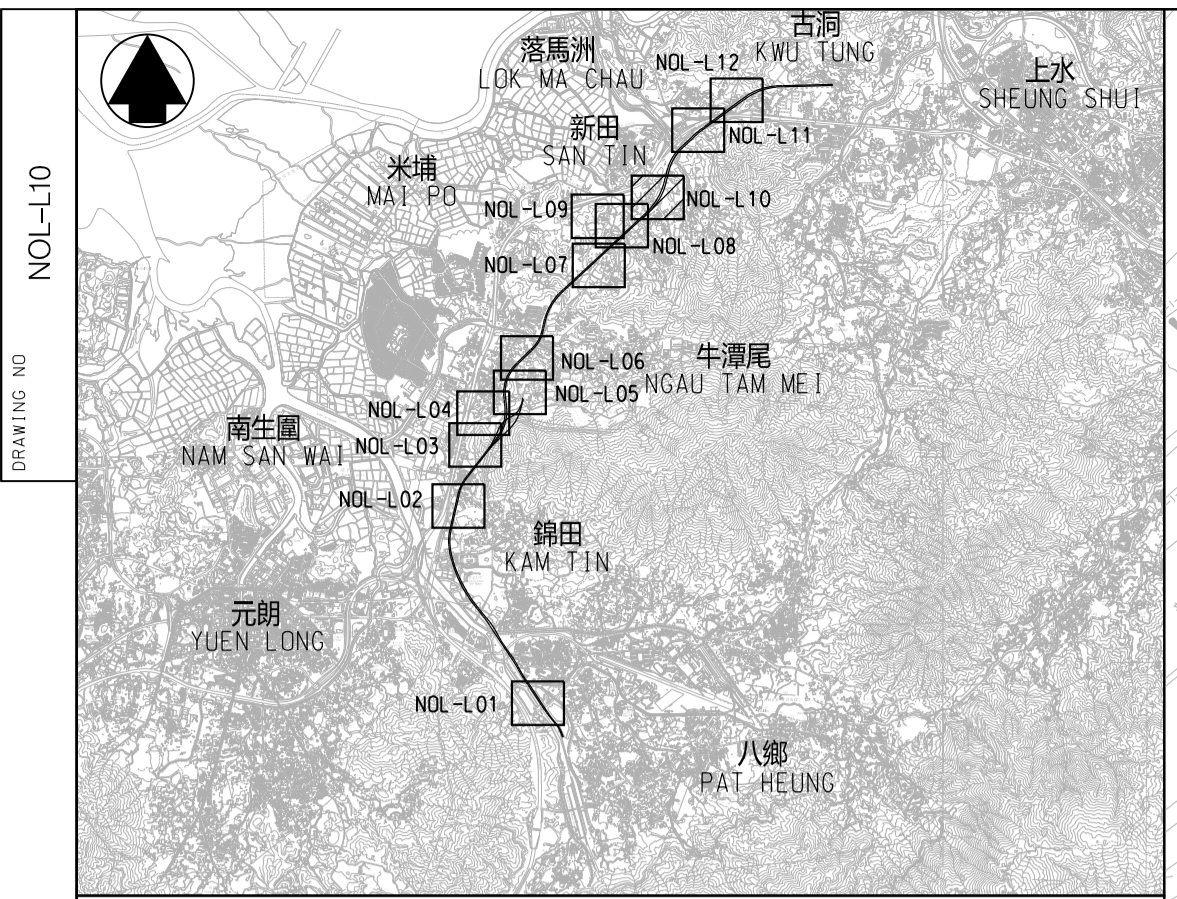 DRAWING NO
NOL-L10
古洞
KWU TUNG
落馬洲
LOK MA CHAU
NOL-L12
上水
SHEUNG SHUI
新田
SAN TIN
NOL-L11
米埔
MAI PO
NOL-L10
NOL-L09
NOL-L08
NOL-L07
NOL-L06
牛潭尾
NGAU TAM MEI
NOL-L05
NOL-L04
南生圍
NAM SAN WAI
NOL-L03
NOL-L02
錦田
KAM TIN
元朗
YUEN LONG
NOL-L01
八鄉
PAT HEUNG